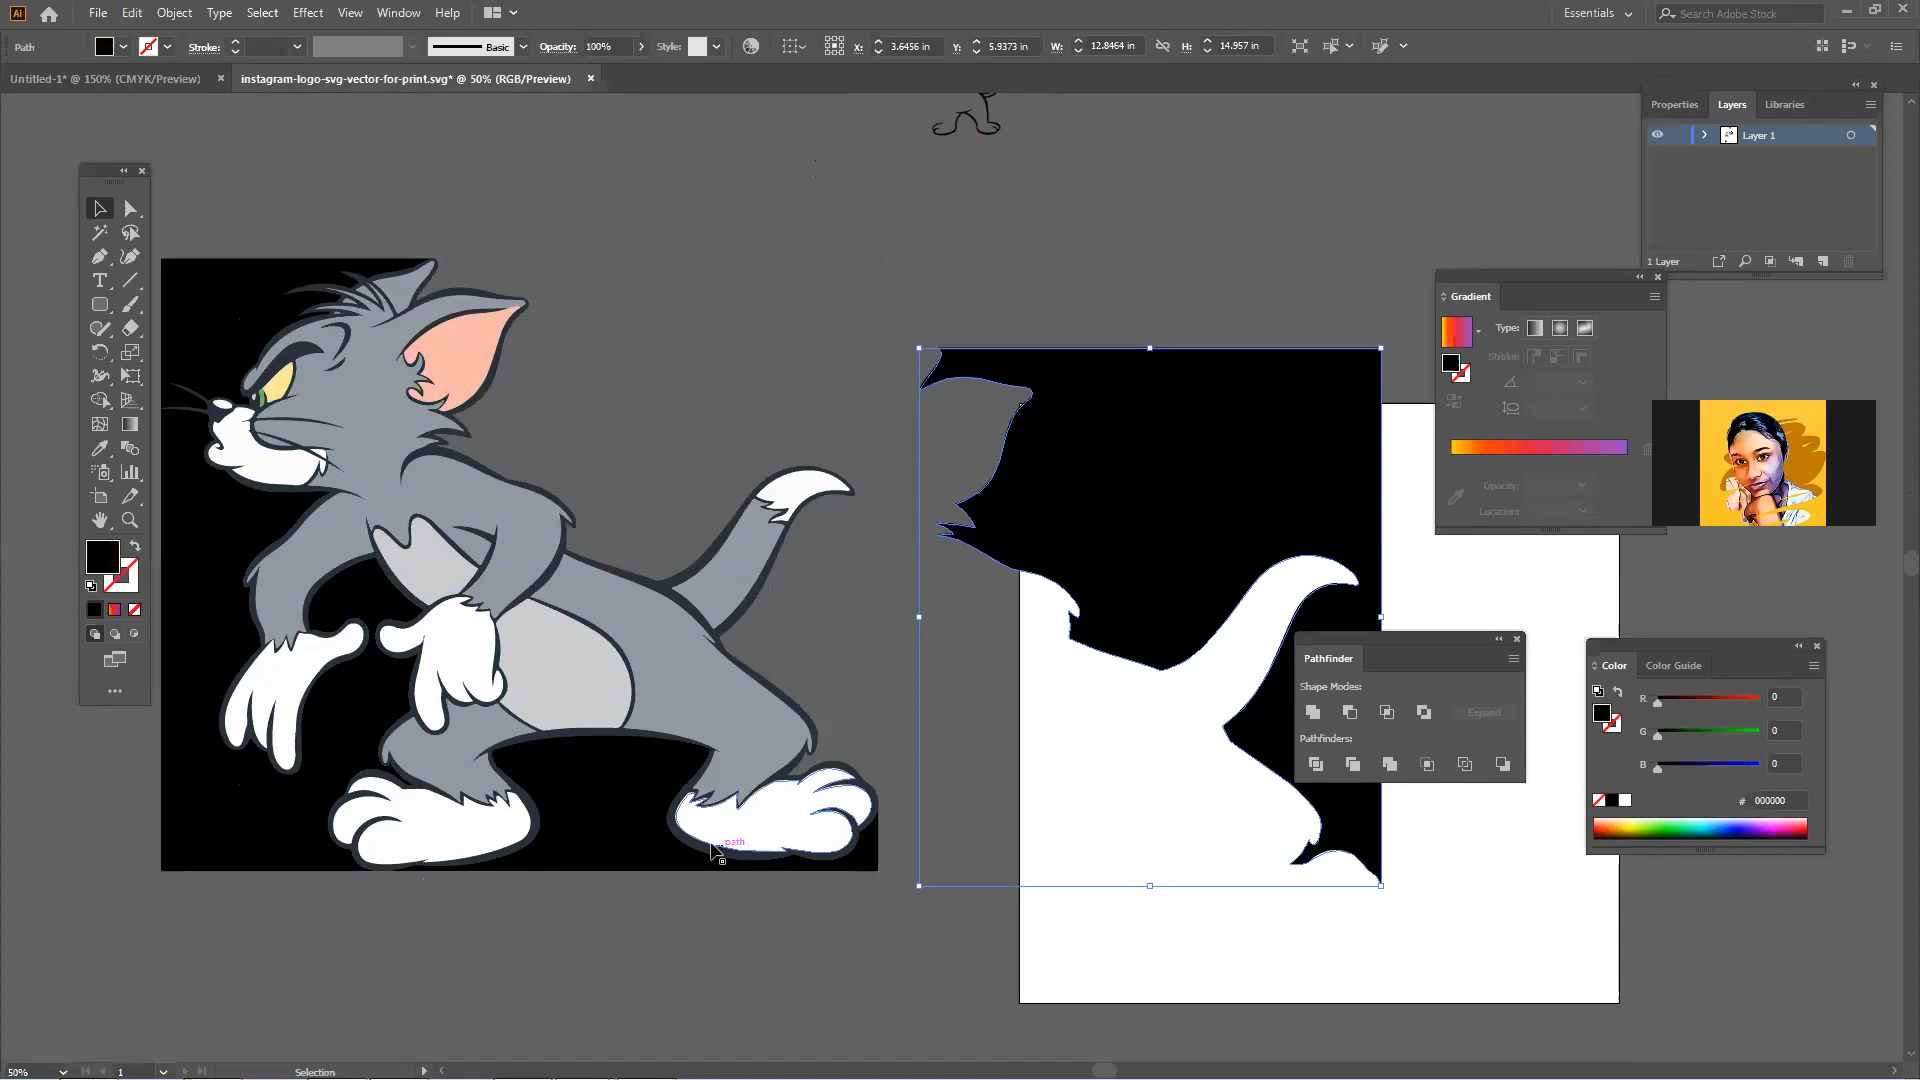 Ai File Edit Object Type Select Effect View Window Help Essentials Search Adobe Stock
Path Stroke: Basic Opacity: 100% Style: X: 3.6456 in Y: 5.9373 in W: 12.8464 in H: 14.957 in
Untitled-1* @ 150% (CMYK/Preview) × instagram-logo-svg-vector-for-print.svg* @ 50% (RGB/Preview) ×
Properties Layers Libraries
Layer 1
1 Layer
Gradient
Type:
Stroke:
Opacity:
Location:
path
Pathfinder
Shape Modes:
Expand
Pathfinders:
Color Color Guide
R 0
G 0
B 0
# 000000
50% 1 Selection